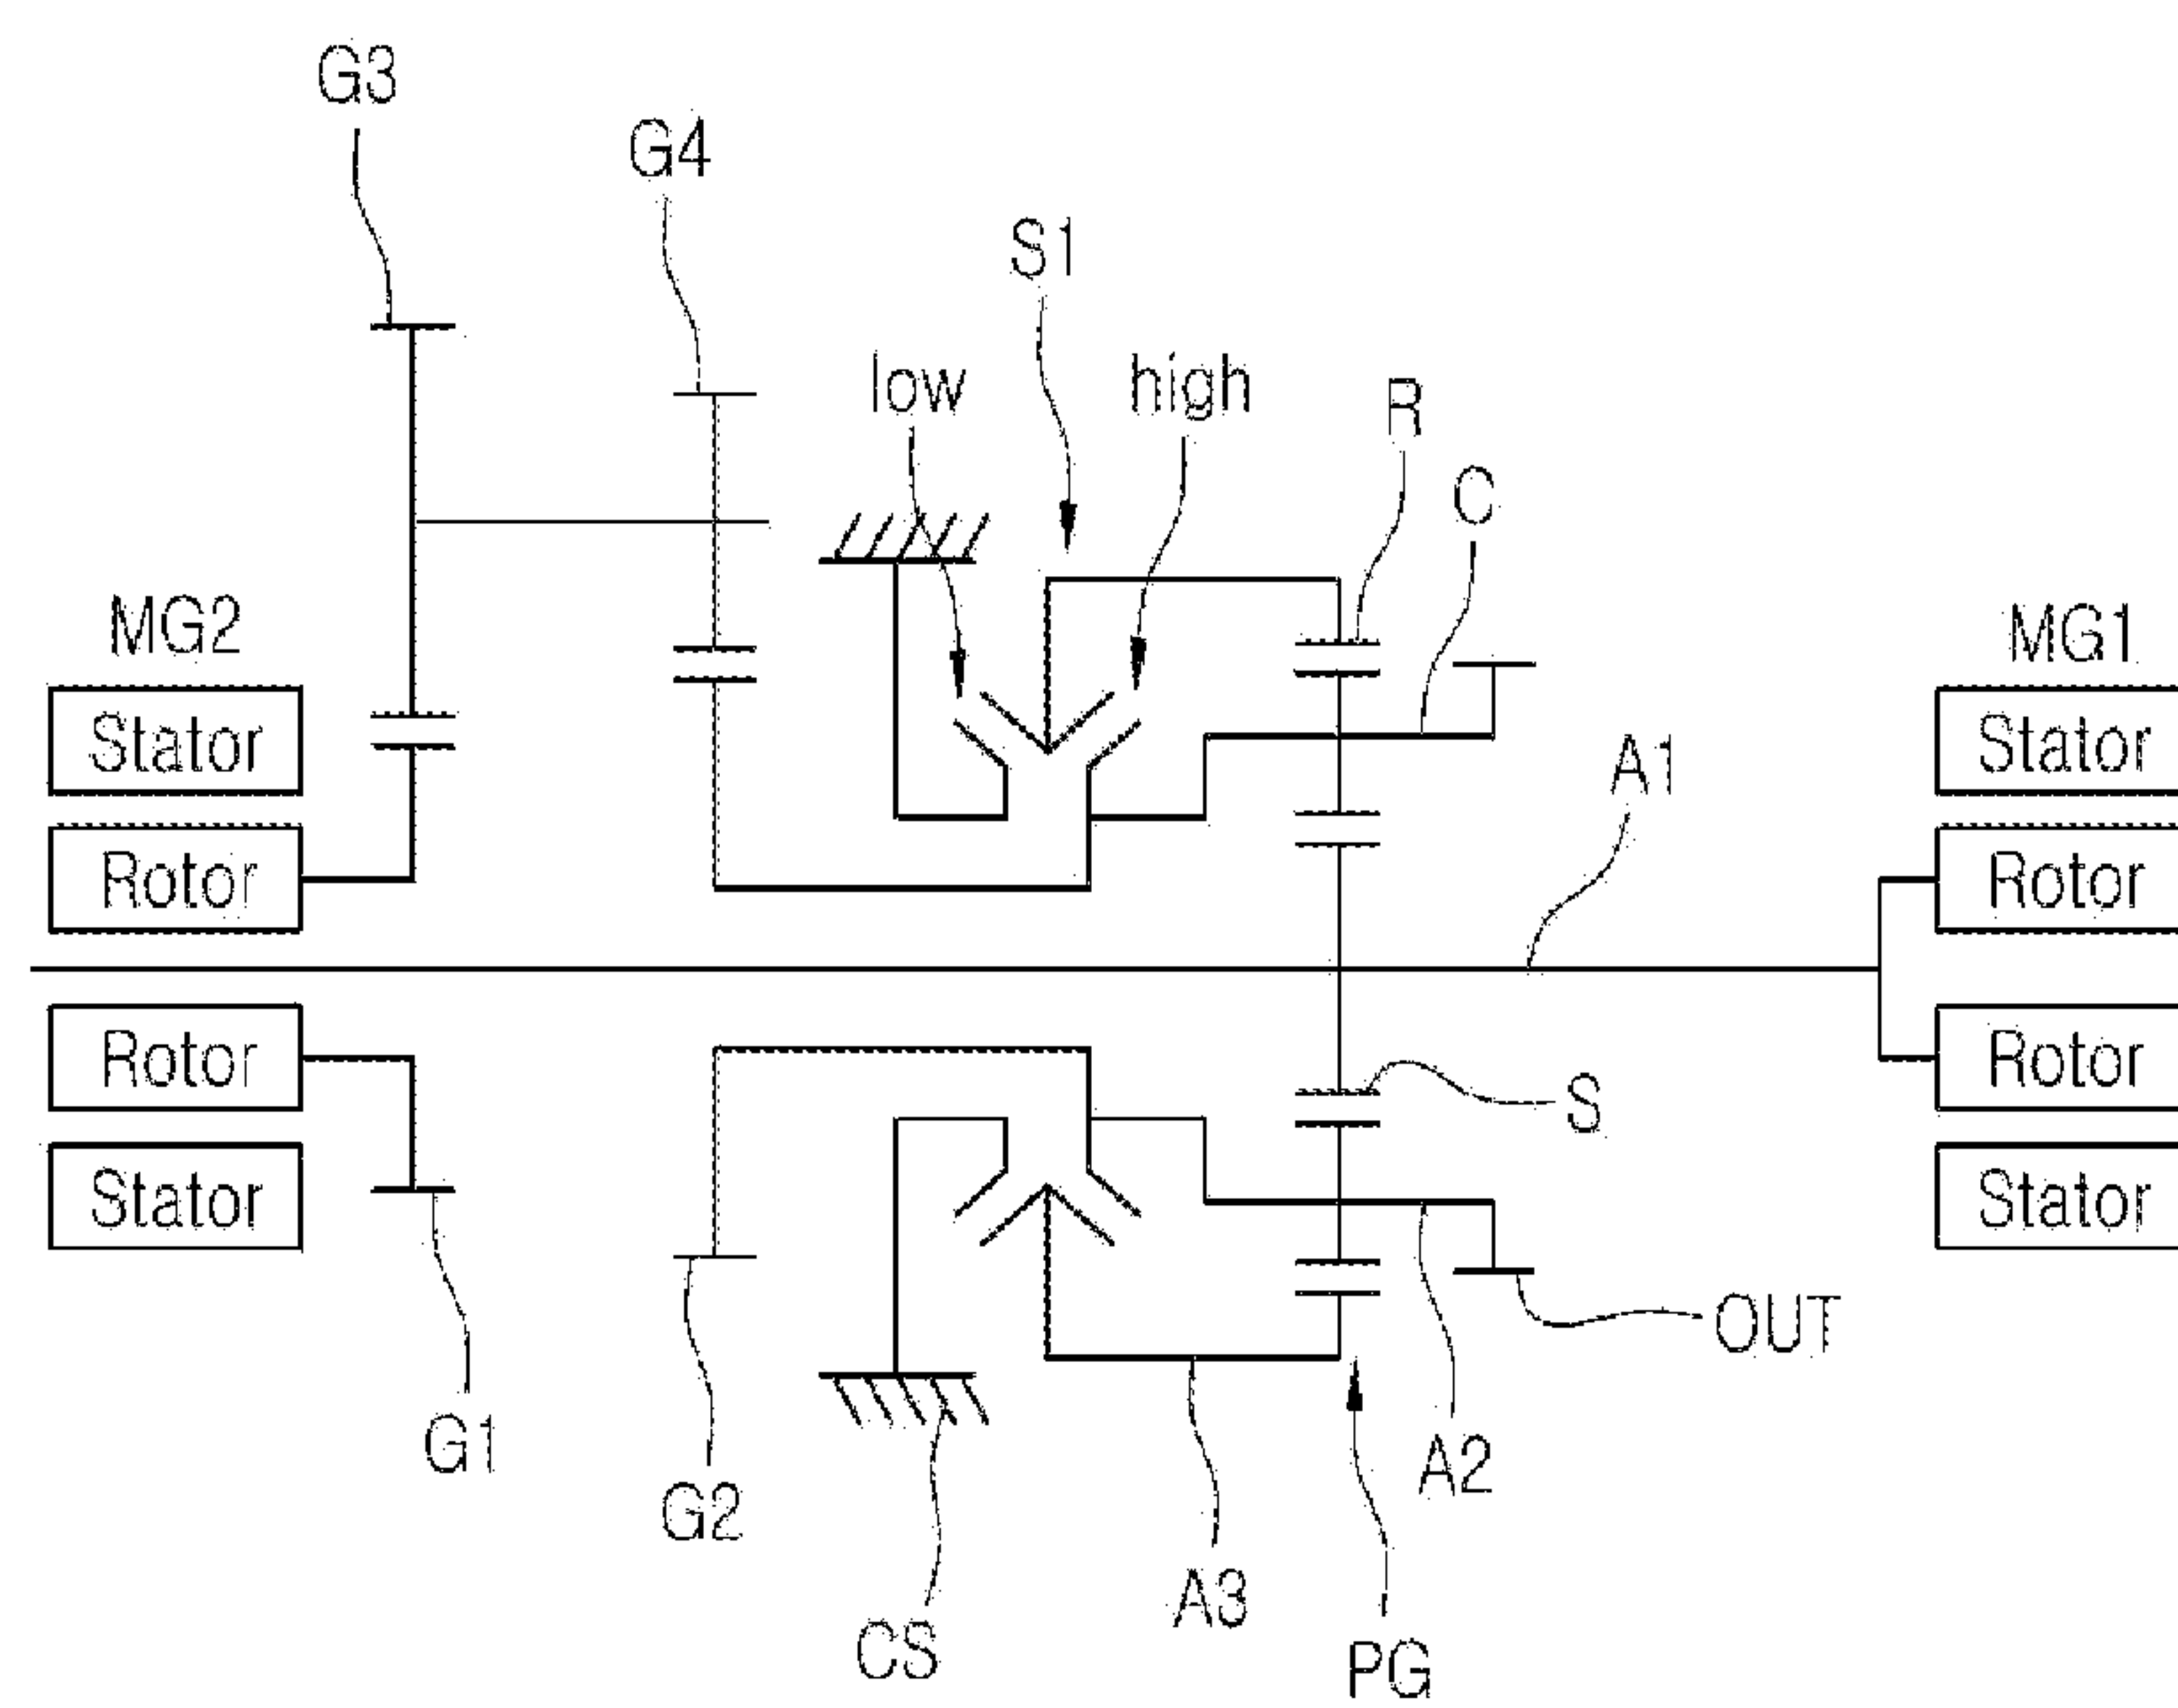 G3
G4
S1
low
high
R
C
MG2
MG1
Stator
Stator
A1
Rotor
Rotor
Rotor
Rotor
S
Stator
Stator
OUT
G1
A2
G2
A3
CS
PG